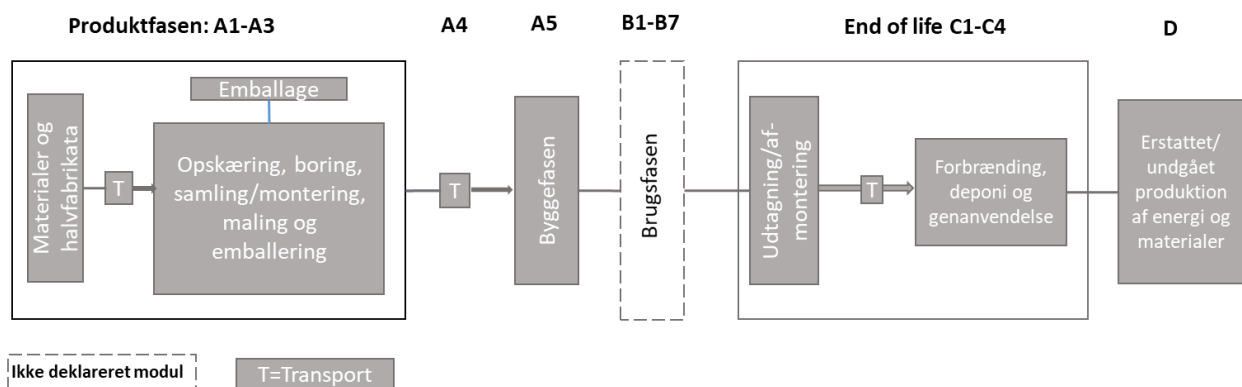 Produktfasen: A1-A3
A4
A5
B1-B7
End of life C1-C4
D
Materialer og
halvfabrikata
T
Emballage
Opskæring, boring,
samling/montering,
maling og
emballering
T
Byggefasen
Brugsfasen
Udtagning/af-
montering
T
Forbrænding,
deponi og
genanvendelse
Erstattet/
undgået
produktion
af energi og
materialer
Ikke deklareret modul
T=Transport